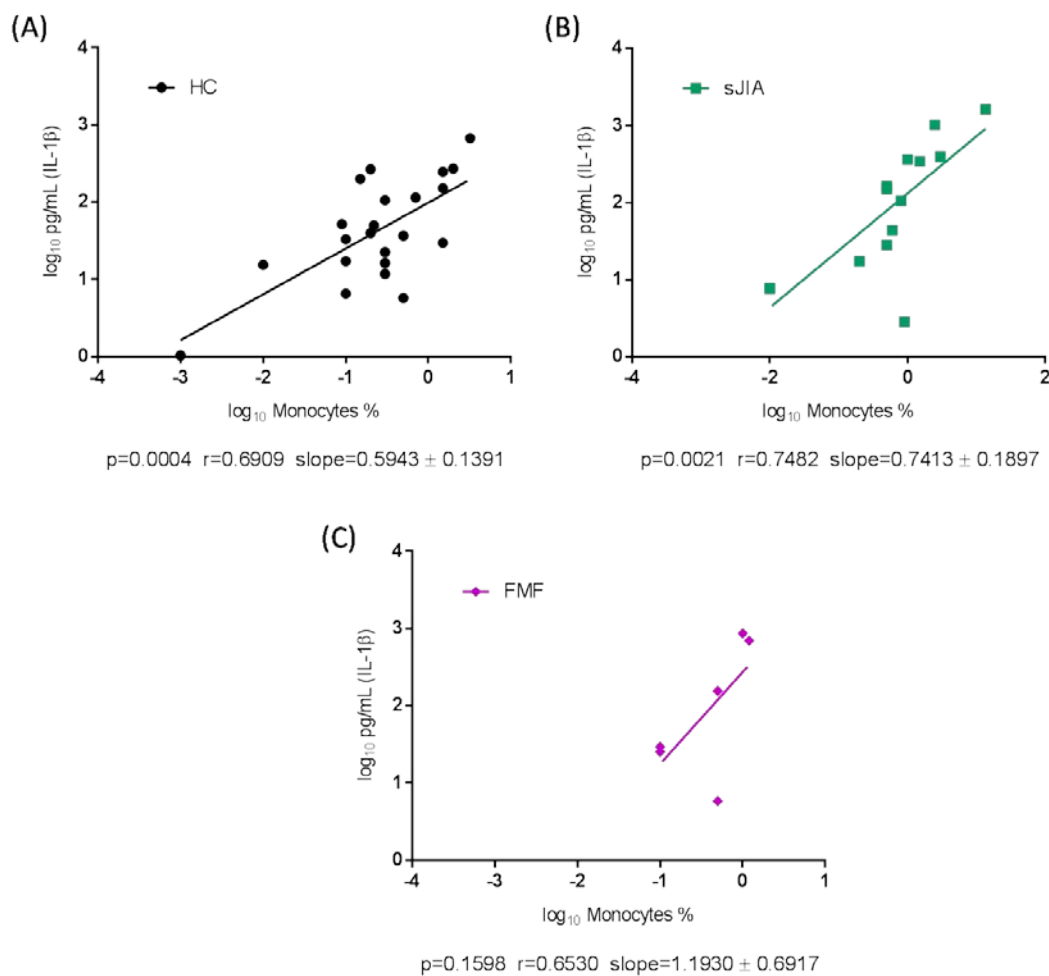 (A)
HC
log₁₀ pg/mL (IL-1β)
4
3
2
1
0
-4 -3 -2 -1 0 1
log₁₀ Monocytes %
p=0.0004 r=0.6909 slope=0.5943 ± 0.1391
(B)
sJIA
log₁₀ pg/mL (IL-1β)
4
3
2
1
0
-4 -2 0 2
log₁₀ Monocytes %
p=0.0021 r=0.7482 slope=0.7413 ± 0.1897
(C)
FMF
log₁₀ pg/mL (IL-1β)
4
3
2
1
0
-4 -3 -2 -1 0 1
log₁₀ Monocytes %
p=0.1598 r=0.6530 slope=1.1930 ± 0.6917